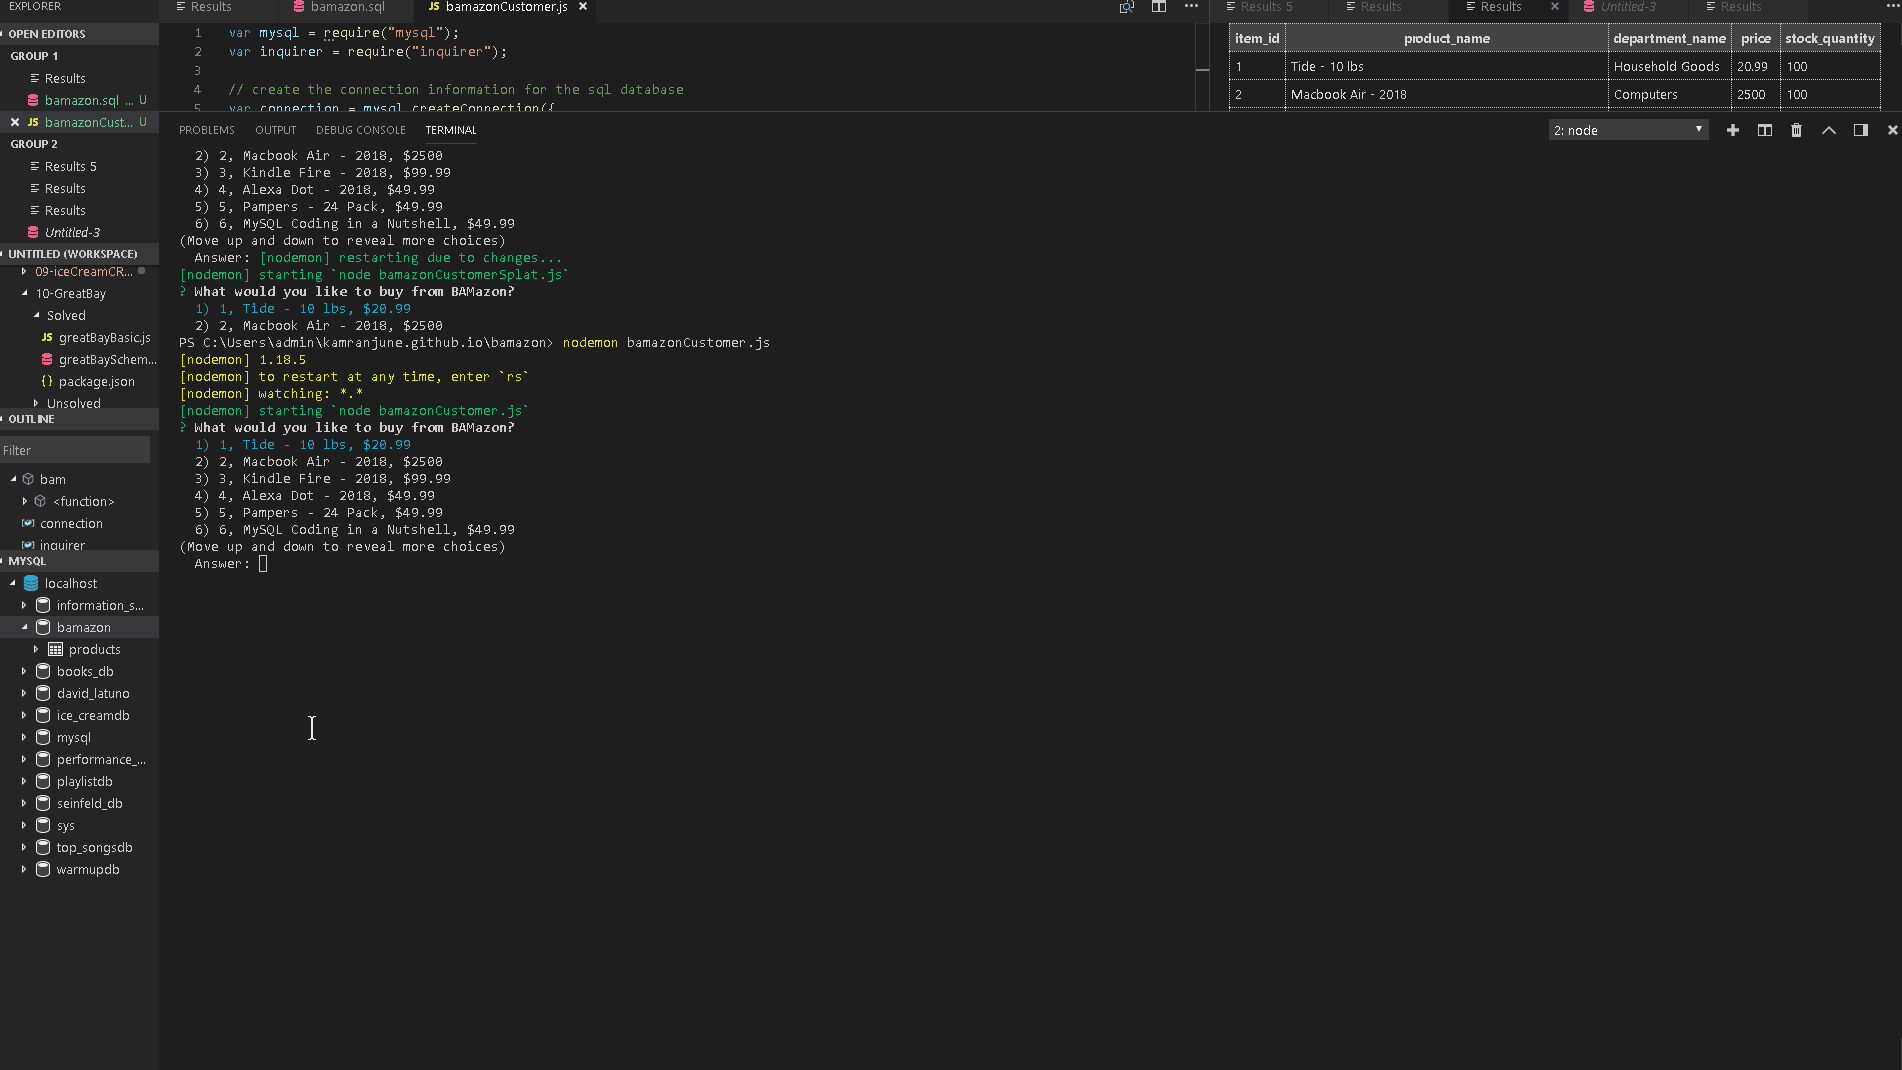 EXPLORER
OPEN EDITORS
GROUP 1
Results
bamazon.sql ... U
bamazonCust... U
GROUP 2
Results 5
Results
Results
Untitled-3
UNTITLED (WORKSPACE)
09-iceCreamCR...
10-GreatBay
Solved
greatBayBasic.js
greatBaySchem...
package.json
Unsolved
OUTLINE
Filter
bam
<function>
connection
inquirer
MYSQL
localhost
information_s...
bamazon
products
books_db
david_latuno
ice_creamdb
mysql
performance_...
playlistdb
seinfeld_db
sys
top_songsdb
warmupdb
Results bamazon.sql bamazonCustomer.js
1 var mysql = require("mysql");
2 var inquirer = require("inquirer");
3
4 // create the connection information for the sql database
5 var connection = mysql.createConnection({
Results 5 Results Results Untitled-3 Results
item_id product_name department_name price stock_quantity
1 Tide - 10 lbs Household Goods 20.99 100
2 Macbook Air - 2018 Computers 2500 100
PROBLEMS OUTPUT DEBUG CONSOLE TERMINAL 2: node
2) 2, Macbook Air - 2018, $2500
3) 3, Kindle Fire - 2018, $99.99
4) 4, Alexa Dot - 2018, $49.99
5) 5, Pampers - 24 Pack, $49.99
6) 6, MySQL Coding in a Nutshell, $49.99
(Move up and down to reveal more choices)
Answer: [nodemon] restarting due to changes...
[nodemon] starting `node bamazonCustomerSplat.js`
? What would you like to buy from BAMazon?
1) 1, Tide - 10 lbs, $20.99
2) 2, Macbook Air - 2018, $2500
PS C:\Users\admin\kamranjune.github.io\bamazon> nodemon bamazonCustomer.js
[nodemon] 1.18.5
[nodemon] to restart at any time, enter `rs`
[nodemon] watching: *.*
[nodemon] starting `node bamazonCustomer.js`
? What would you like to buy from BAMazon?
1) 1, Tide - 10 lbs, $20.99
2) 2, Macbook Air - 2018, $2500
3) 3, Kindle Fire - 2018, $99.99
4) 4, Alexa Dot - 2018, $49.99
5) 5, Pampers - 24 Pack, $49.99
6) 6, MySQL Coding in a Nutshell, $49.99
(Move up and down to reveal more choices)
Answer: